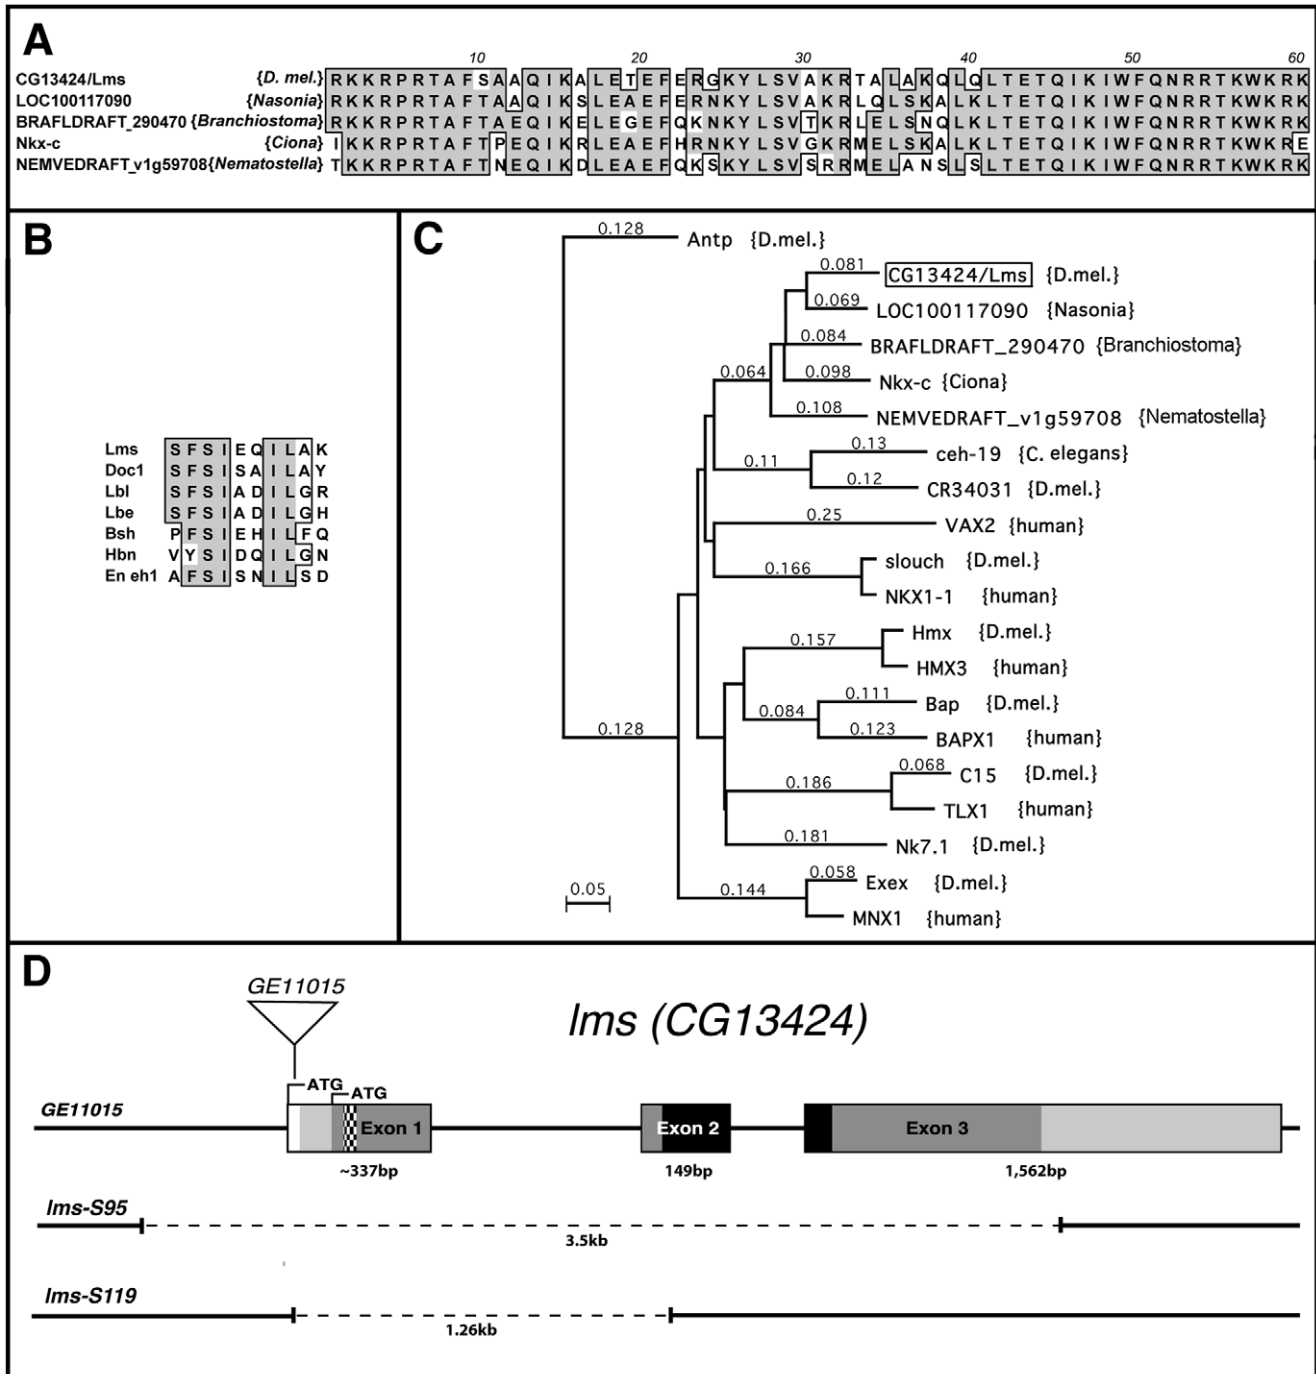 A
10 20 30 40 50 60
CG13424/Lms {D. mel.} RKKRPRTAFSAAQIKALETEFERGKYLSVAKRTALAKQLQLTETQIKIWFQNRRTKWKRK
LOC100117090 {Nasonia} RKKRPRTAFTAAQIKSLEAEFERNKYLSVAKRLQLSKALKLTETQIKIWFQNRRTKWKRK
BRAFLDRAFT_290470 {Branchiostoma} RKKRPRTAFTAEQIKELEGEFQKNKYLSVTKRLELSNQLKLTETQIKIWFQNRRTKWKRK
Nkx-c {Ciona} IKKRPRTAFTPEQIKRLEAEFHRNKYLSVGKRMELSKALKLTETQIKIWFQNRRTKWKRE
NEMVEDRAFT_v1g59708{Nematostella} TKKRPRTAFTNEQIKDLEAEFQKSKYLSVSRRMELANSLSLTETQIKIWFQNRRTKWKRK
B
Lms SFSIEQILAK
Doc1 SFSISAILAY
Lbl SFSIADILGR
Lbe SFSIADILGH
Bsh PFSIEHILFQ
Hbn VYSIDQILGN
En eh1 AFSISNILSD
C
0.128 Antp {D.mel.}
0.081 CG13424/Lms {D.mel.}
0.069 LOC100117090 {Nasonia}
0.084 BRAFLDRAFT_290470 {Branchiostoma}
0.064 0.098 Nkx-c {Ciona}
0.108 NEMVEDRAFT_v1g59708 {Nematostella}
0.13 ceh-19 {C. elegans}
0.11
0.12 CR34031 {D.mel.}
0.25 VAX2 {human}
slouch {D.mel.}
0.166
NKX1-1 {human}
Hmx {D.mel.}
0.157
HMX3 {human}
0.111 Bap {D.mel.}
0.084
0.128 0.123 BAPX1 {human}
0.068 C15 {D.mel.}
0.186
TLX1 {human}
0.181 Nk7.1 {D.mel.}
0.058 Exex {D.mel.}
0.05 0.144
MNX1 {human}
D
GE11015
lms (CG13424)
ATG
ATG
GE11015 Exon 1 Exon 2 Exon 3
~337bp 149bp 1,562bp
lms-S95
3.5kb
lms-S119
1.26kb